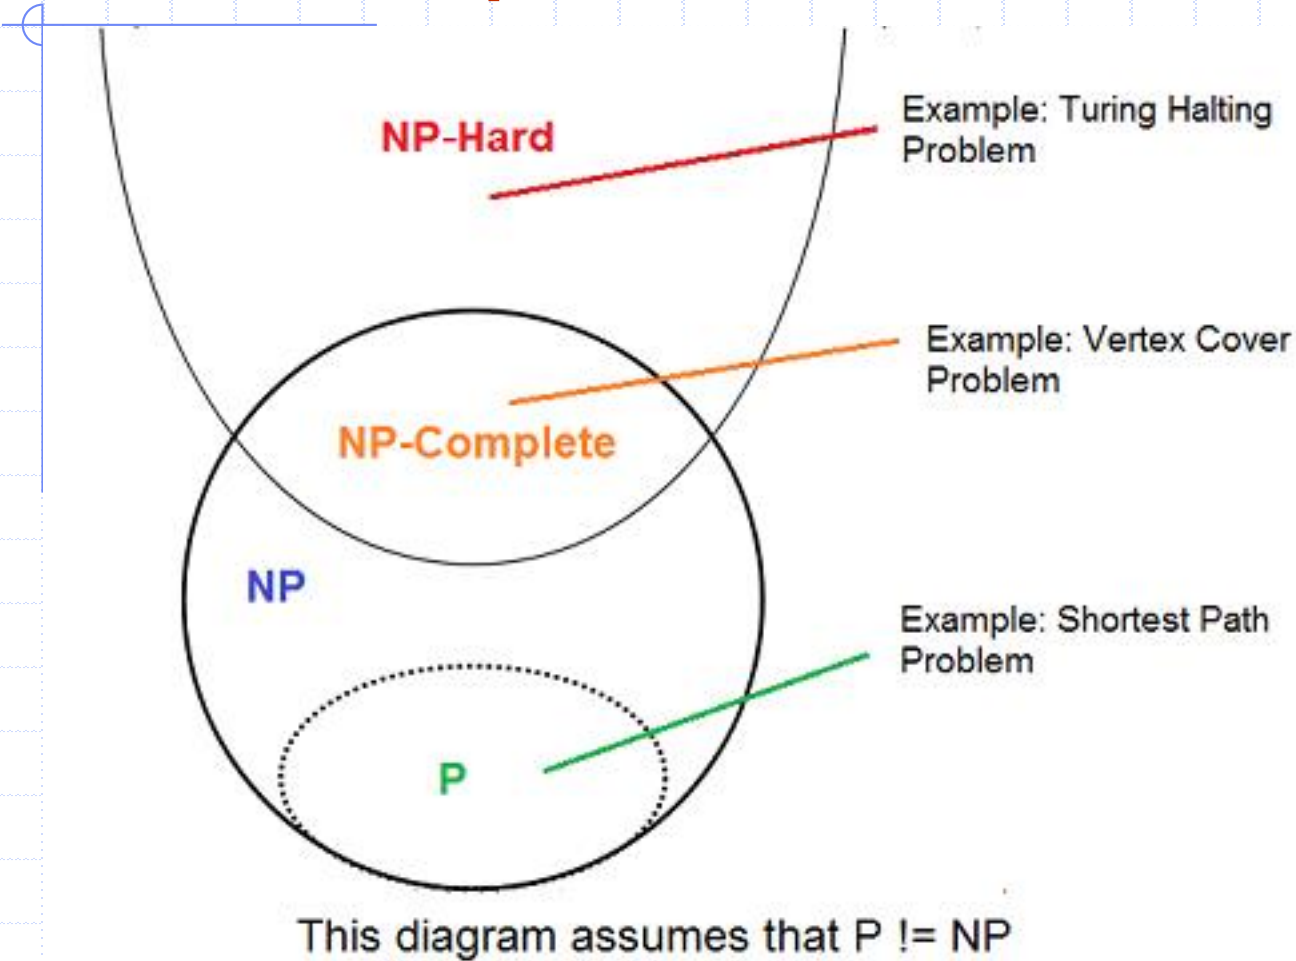 NP-Hard
Example: Turing Halting
Problem
Example: Vertex Cover
Problem
NP-Complete
NP
Example: Shortest Path
Problem
P
This diagram assumes that P != NP